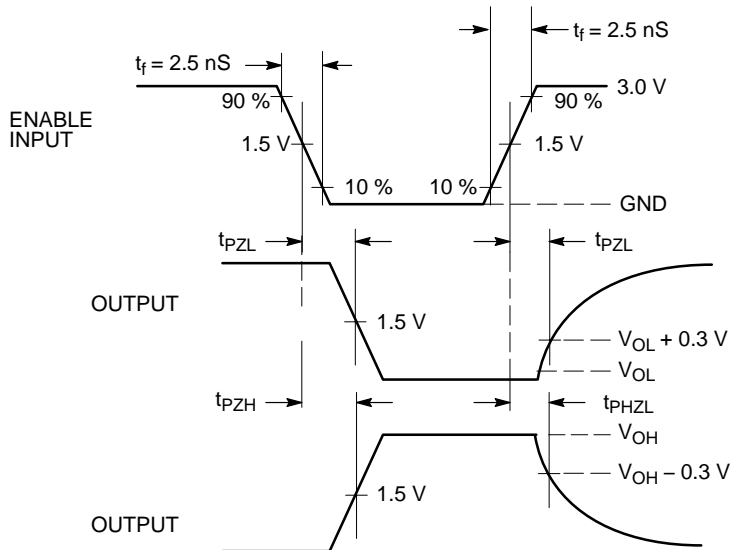 t_f = 2.5 nS
t_f = 2.5 nS
90 %
90 %
3.0 V
ENABLE
INPUT
1.5 V
1.5 V
10 %
10 %
GND
t_PZL
t_PZL
OUTPUT
1.5 V
V_OL + 0.3 V
V_OL
t_PZH
t_PHZL
V_OH
V_OH – 0.3 V
1.5 V
OUTPUT